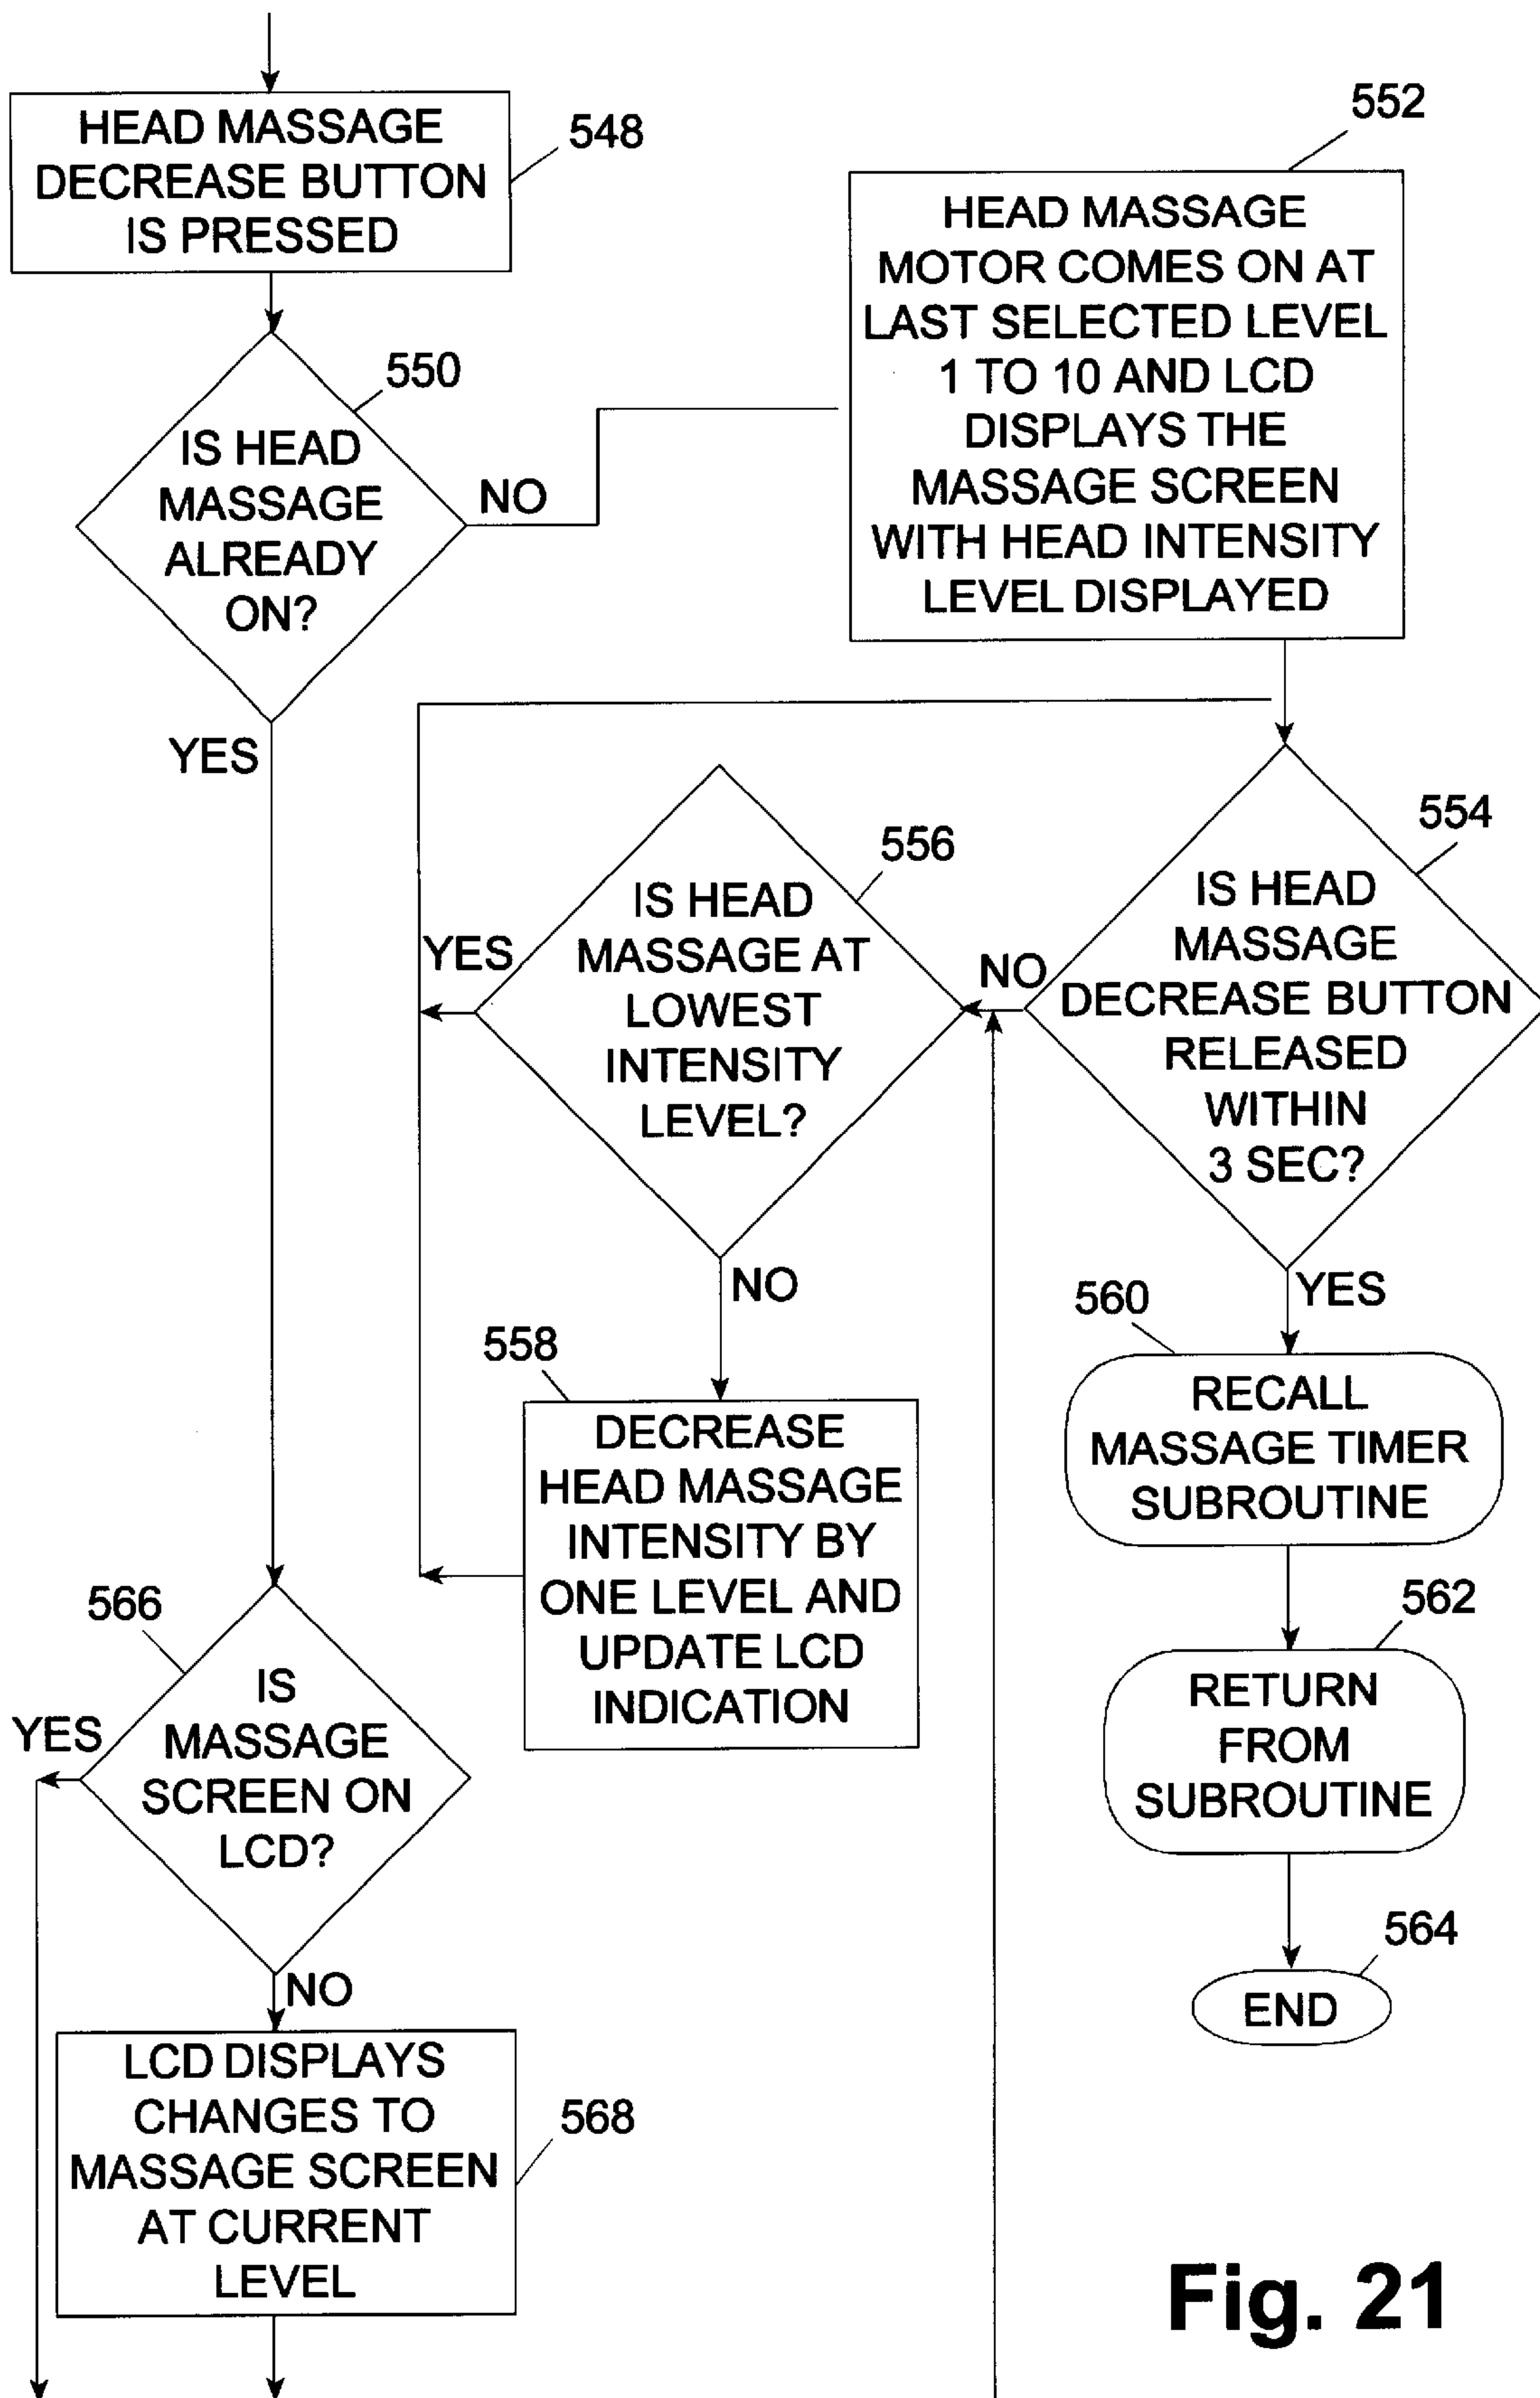 HEAD MASSAGE
DECREASE BUTTON
IS PRESSED
548
552
HEAD MASSAGE
MOTOR COMES ON AT
LAST SELECTED LEVEL
1 TO 10 AND LCD
DISPLAYS THE
MASSAGE SCREEN
WITH HEAD INTENSITY
LEVEL DISPLAYED
550
IS HEAD
MASSAGE
ALREADY
ON?
NO
YES
554
IS HEAD
MASSAGE
DECREASE BUTTON
RELEASED
WITHIN
3 SEC?
NO
YES
556
IS HEAD
MASSAGE AT
LOWEST
INTENSITY
LEVEL?
YES
NO
558
DECREASE
HEAD MASSAGE
INTENSITY BY
ONE LEVEL AND
UPDATE LCD
INDICATION
560
RECALL
MASSAGE TIMER
SUBROUTINE
562
RETURN
FROM
SUBROUTINE
564
END
566
IS
MASSAGE
SCREEN ON
LCD?
YES
NO
LCD DISPLAYS
CHANGES TO
MASSAGE SCREEN
AT CURRENT
LEVEL
568
Fig. 21